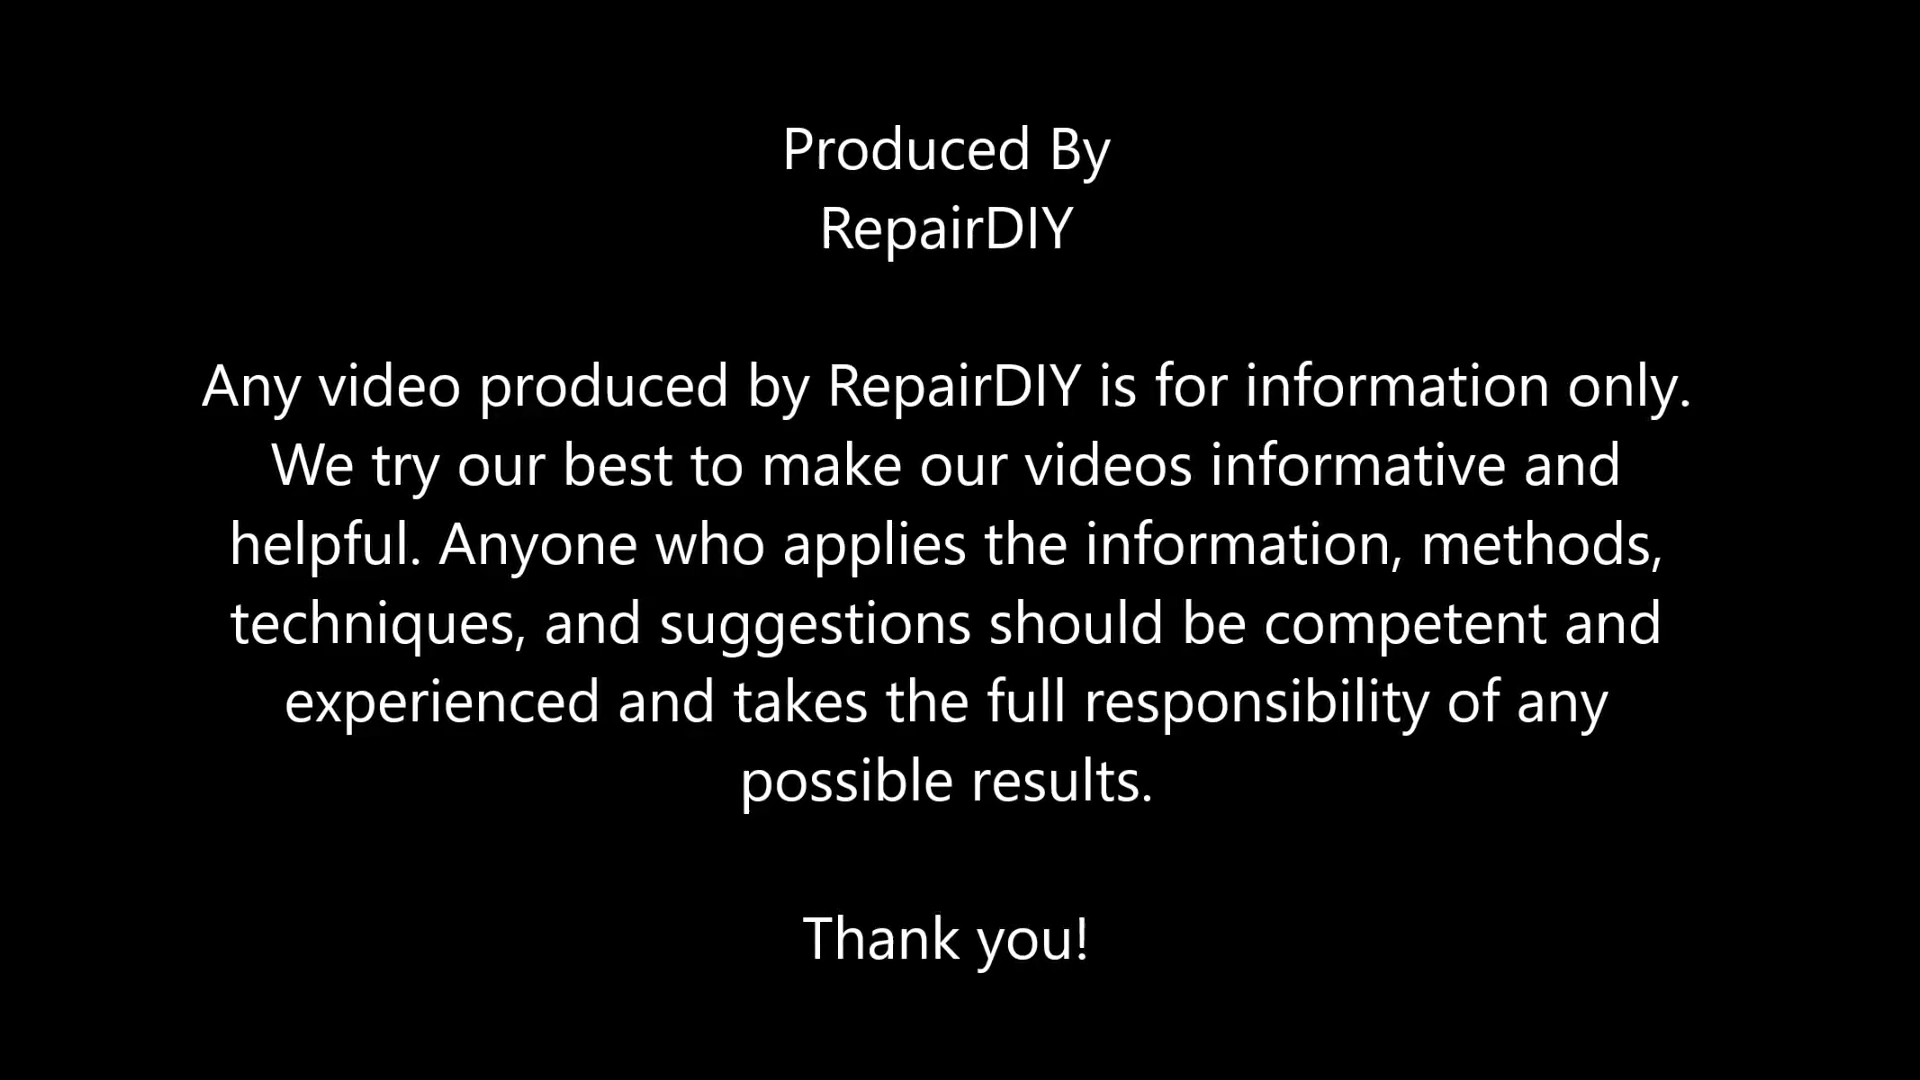 Produced By
RepairDIY
Any video produced by RepairDIY is for information only.
We try our best to make our videos informative and
helpful. Anyone who applies the information, methods,
techniques, and suggestions should be competent and
experienced and takes the full responsibility of any
possible results.
Thank you!